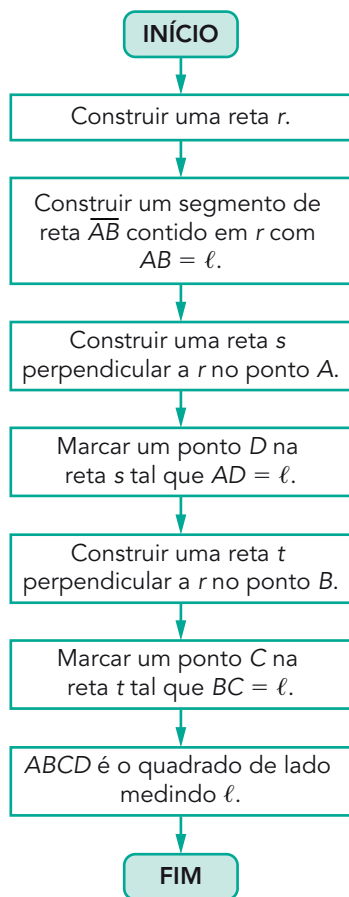 INÍCIO
Construir uma reta r.
Construir um segmento de
reta A̅B̅ contido em r com
AB = ℓ.
Construir uma reta s
perpendicular a r no ponto A.
Marcar um ponto D na
reta s tal que AD = ℓ.
Construir uma reta t
perpendicular a r no ponto B.
Marcar um ponto C na
reta t tal que BC = ℓ.
ABCD é o quadrado de lado
medindo ℓ.
FIM